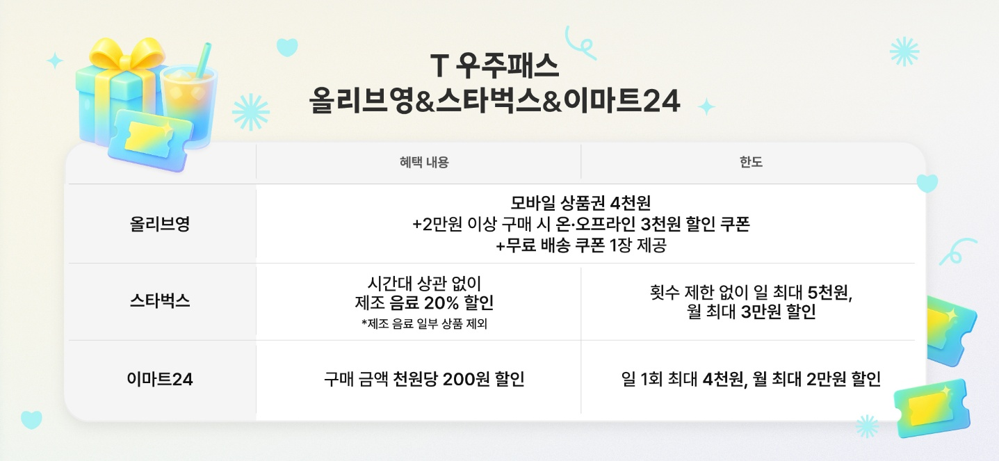 T 우주패스
올리브영&스타벅스&이마트24
혜택 내용
한도
올리브영
모바일 상품권 4천원
+2만원 이상 구매 시 온·오프라인 3천원 할인 쿠폰
+무료 배송 쿠폰 1장 제공
스타벅스
시간대 상관 없이
제조 음료 20% 할인
*제조 음료 일부 상품 제외
횟수 제한 없이 일 최대 5천원,
월 최대 3만원 할인
이마트24
구매 금액 천원당 200원 할인
일 1회 최대 4천원, 월 최대 2만원 할인